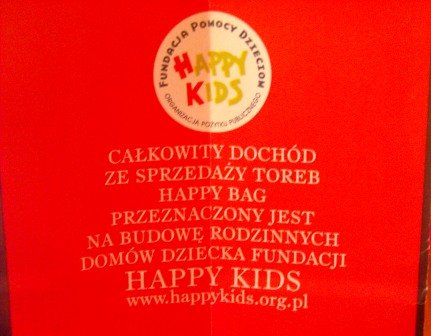 FUNDACJA POMOCY DZIECIOM
HAPPY
KIDS
ORGANIZACJA POŻYTKU PUBLICZNEGO
CAŁKOWITY DOCHÓD
ZE SPRZEDAŻY TOREB
HAPPY BAG
PRZEZNACZONY JEST
NA BUDOWĘ RODZINNYCH
DOMÓW DZIECKA FUNDACJI
HAPPY KIDS
www.happykids.org.pl